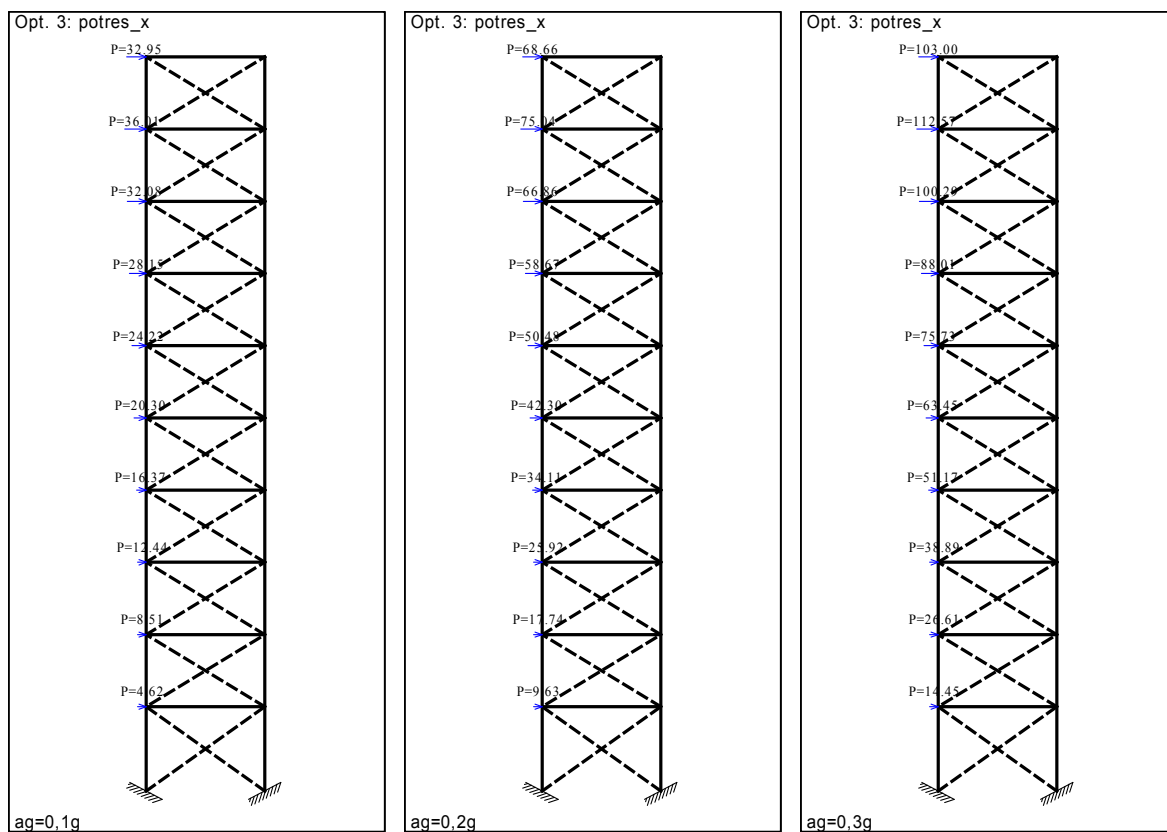 Opt. 3: potres_x
P=32.95
P=36.01
P=32.08
P=28.15
P=24.22
P=20.30
P=16.37
P=12.44
P=8.51
P=4.62
ag=0,1g
Opt. 3: potres_x
P=68.66
P=75.04
P=66.86
P=58.67
P=50.48
P=42.30
P=34.11
P=25.92
P=17.74
P=9.63
ag=0,2g
Opt. 3: potres_x
P=103.00
P=112.57
P=100.29
P=88.01
P=75.73
P=63.45
P=51.17
P=38.89
P=26.61
P=14.45
ag=0,3g